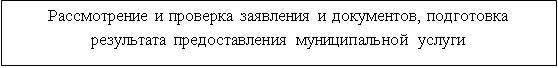 Рассмотрение и проверка заявления и документов, подготовка
результата предоставления муниципальной услуги